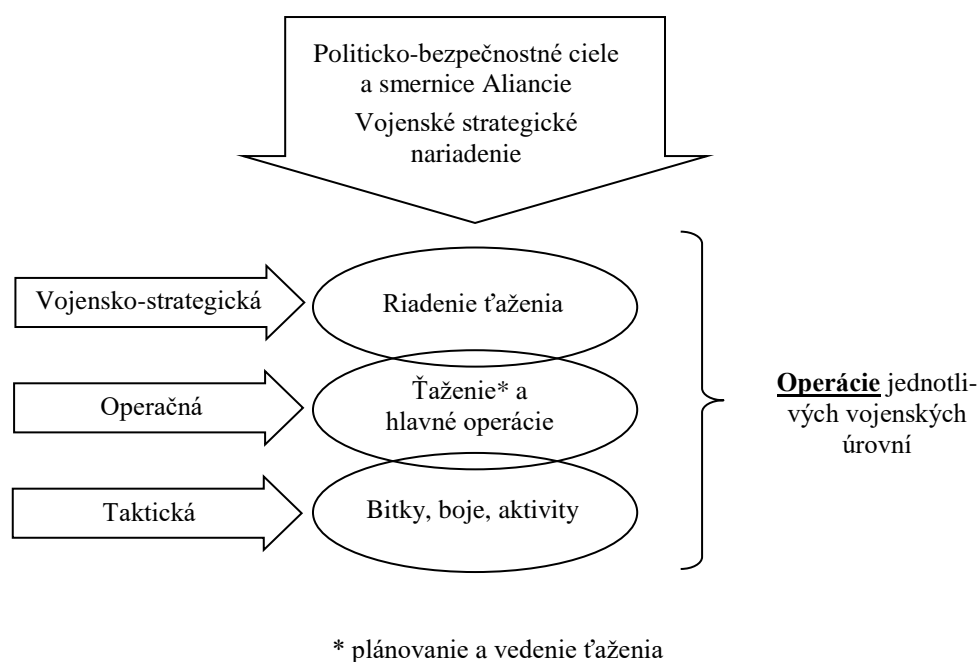 Politicko-bezpečnostné ciele
a smernice Aliancie
Vojenské strategické
nariadenie
Vojensko-strategická
Riadenie ťaženia
Operačná
Ťaženie* a
hlavné operácie
Taktická
Bitky, boje, aktivity
Operácie jednotli-
vých vojenských
úrovní
* plánovanie a vedenie ťaženia